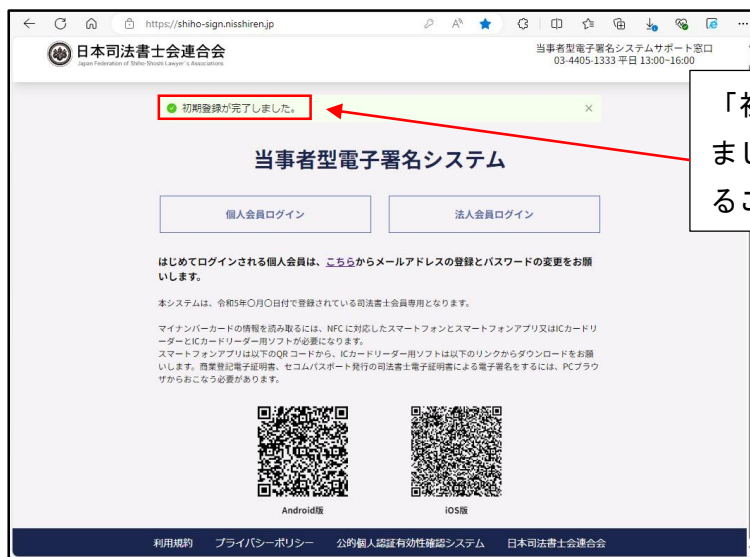 https://shiho-sign.nisshiren.jp
日本司法書士会連合会
Japan Federation of Shiho-Shoshi Lawyer's Associations
当事者型電子署名システムサポート窓口
03-4405-1333 平日 13:00~16:00
初期登録が完了しました。
「初
まし
るこ
当事者型電子署名システム
個人会員ログイン
法人会員ログイン
はじめてログインされる個人会員は、こちらからメールアドレスの登録とパスワードの変更をお願
いします。
本システムは、令和5年〇月〇日付で登録されている司法書士会員専用となります。
マイナンバーカードの情報を読み取るには、NFC に対応したスマートフォンとスマートフォンアプリ又はICカードリ
ーダーとICカードリーダー用ソフトが必要になります。
スマートフォンアプリは以下のQR コードから、ICカードリーダー用ソフトは以下のリンクからダウンロードをお願
いします。商業登記電子証明書、セコムパスポート発行の司法書士電子証明書による電子署名をするには、PCブラウ
ザからおこなう必要があります。
Android版
iOS版
利用規約 プライバシーポリシー 公的個人認証有効性確認システム 日本司法書士会連合会